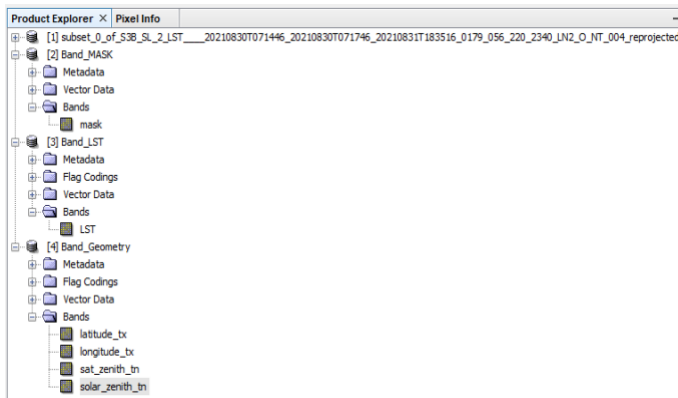 Product Explorer × Pixel Info
[1] subset_0_of_S3B_SL_2_LST____20210830T071446_20210830T071746_20210831T183516_0179_056_220_2340_LN2_O_NT_004_reprojected
[2] Band_MASK
Metadata
Vector Data
Bands
mask
[3] Band_LST
Metadata
Flag Codings
Vector Data
Bands
LST
[4] Band_Geometry
Metadata
Flag Codings
Vector Data
Bands
latitude_tx
longitude_tx
sat_zenith_tn
solar_zenith_tn